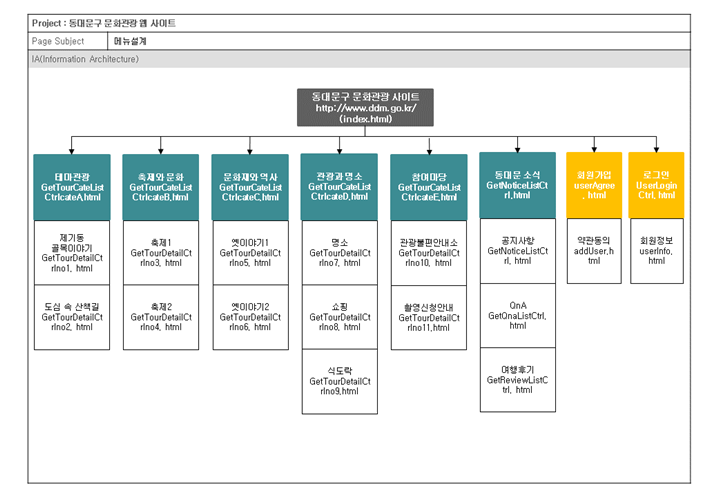 Project : 동대문구 문화관광 웹 사이트
Page Subject 메뉴설계
IA(Information Architecture)
동대문구 문화관광 사이트
http://www.ddm.go.kr/
(index.html)
테마관광
GetTourCateList
CtrlcateA.html
축제와 문화
GetTourCateList
CtrlcateB.html
문화재와 역사
GetTourCateList
CtrlcateC.html
관광과 명소
GetTourCateList
CtrlcateD.html
참여마당
GetTourCateList
CtrlcateE.html
동대문 소식
GetNoticeListCt
rl.html
회원가입
userAgree
. html
로그인
UserLogin
Ctrl. html
제기동
골목이야기
GetTourDetailCt
rlno1. html
축제1
GetTourDetailCt
rlno3. html
옛이야기1
GetTourDetailCt
rlno5. html
명소
GetTourDetailCt
rlno7. html
관광불편안내소
GetTourDetailCt
rlno10. html
공지사항
GetNoticeListCt
rl. html
약관동의
addUser.h
tml
회원정보
userInfo.
html
도심 속 산책길
GetTourDetailCt
rlno2. html
축제2
GetTourDetailCt
rlno4. html
옛이야기2
GetTourDetailCt
rlno6. html
쇼핑
GetTourDetailCt
rlno8. html
촬영신청안내
GetTourDetailCt
rlno11.html
QnA
GetQnaListCtrl.
html
식도락
GetTourDetailCt
rlno9.html
여행후기
GetReviewListC
trl. html